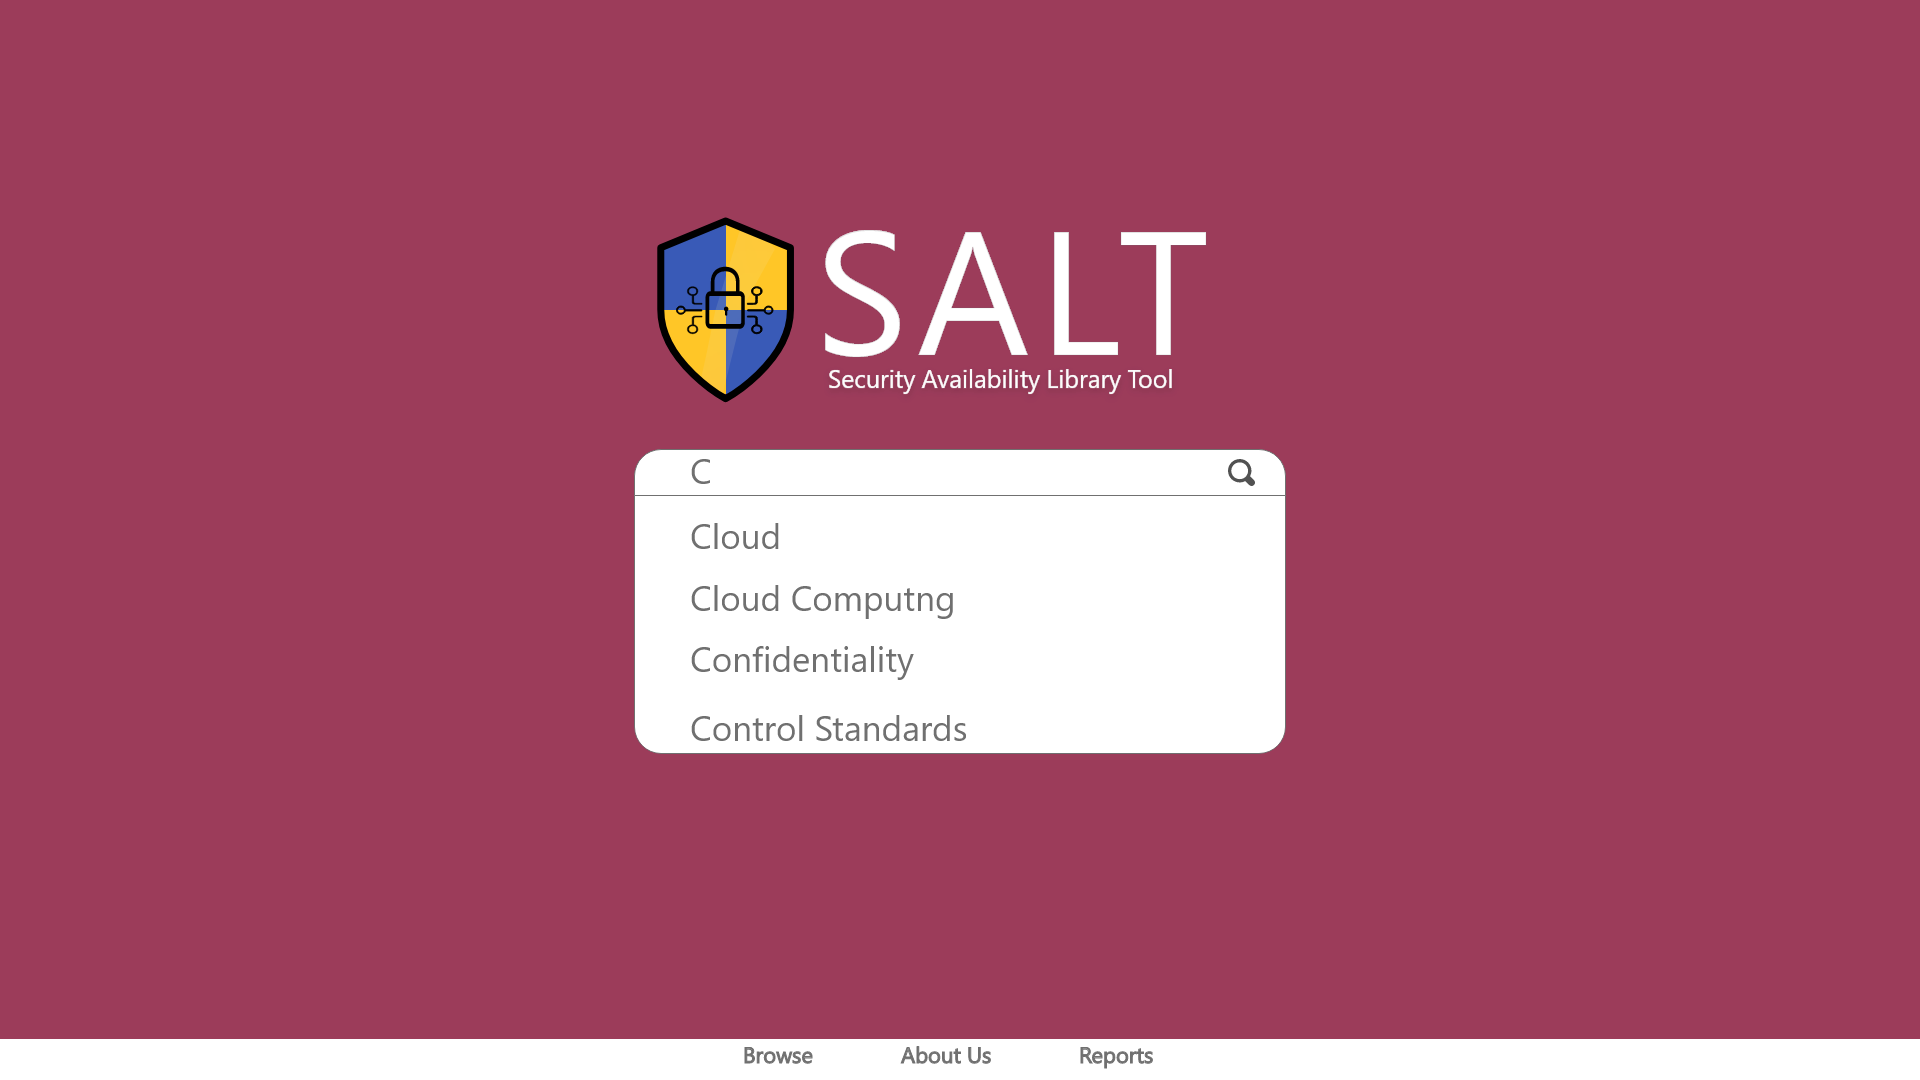 SALT
Security Availability Library Tool
C
Cloud
Cloud Computng
Confidentiality
Control Standards
Browse
About Us
Reports